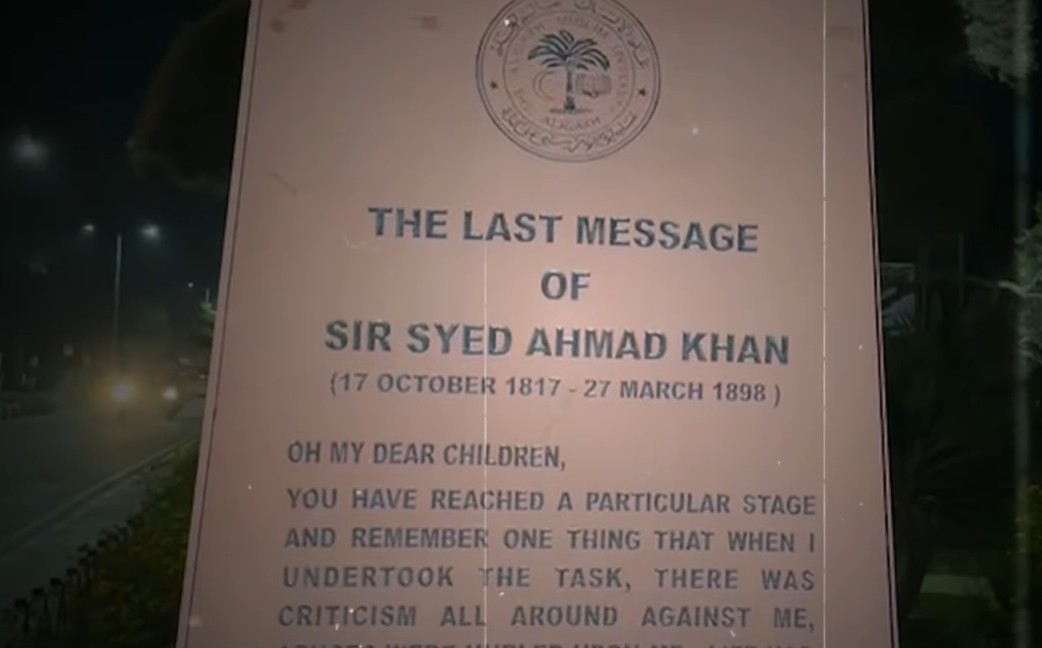 ALIGARH
THE LAST MESSAGE
OF
SIR SYED AHMAD KHAN
(17 OCTOBER 1817 - 27 MARCH 1898 )
OH MY DEAR CHILDREN,
YOU HAVE REACHED A PARTICULAR STAGE
AND REMEMBER ONE THING THAT WHEN I
UNDERTOOK THE TASK, THERE WAS
CRITICISM ALL AROUND AGAINST ME,